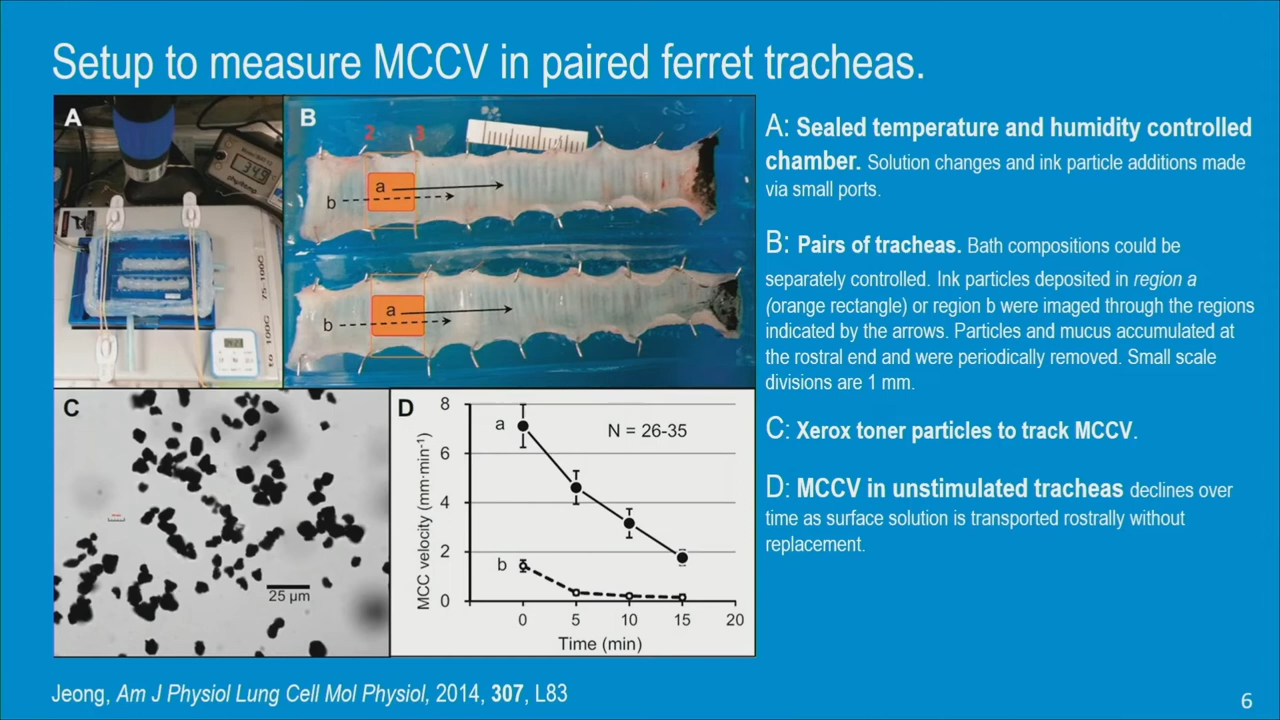 Setup to measure MCCV in paired ferret tracheas.
A
B
2 3
a
b
a
b
A: Sealed temperature and humidity controlled
chamber. Solution changes and ink particle additions made
via small ports.
B: Pairs of tracheas. Bath compositions could be
separately controlled. Ink particles deposited in region a
(orange rectangle) or region b were imaged through the regions
indicated by the arrows. Particles and mucus accumulated at
the rostral end and were periodically removed. Small scale
divisions are 1 mm.
C: Xerox toner particles to track MCCV.
D: MCCV in unstimulated tracheas declines over
time as surface solution is transported rostrally without
replacement.
C
25 µm
D
8
6
4
2
0
MCC velocity (mm·min⁻¹)
a
N = 26-35
b
0 5 10 15 20
Time (min)
Jeong, Am J Physiol Lung Cell Mol Physiol, 2014, 307, L83
6